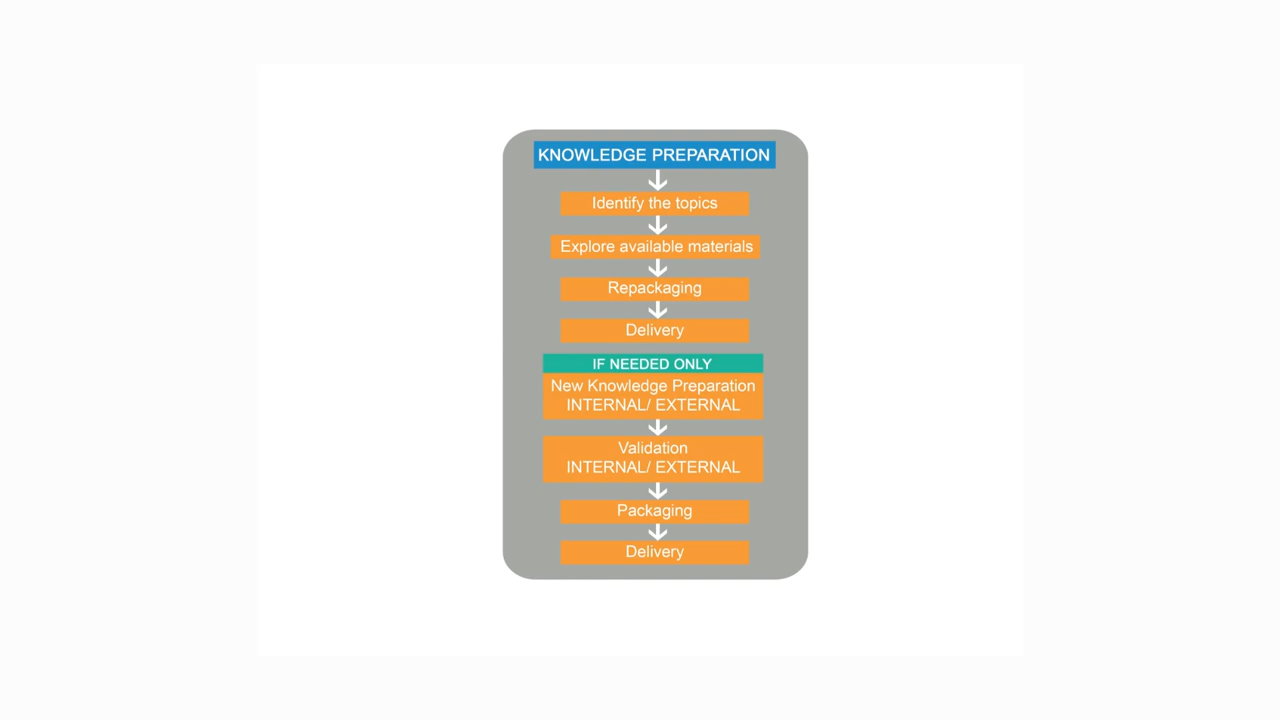 KNOWLEDGE PREPARATION
Identify the topics
Explore available materials
Repackaging
Delivery
IF NEEDED ONLY
New Knowledge Preparation
INTERNAL/ EXTERNAL
Validation
INTERNAL/ EXTERNAL
Packaging
Delivery